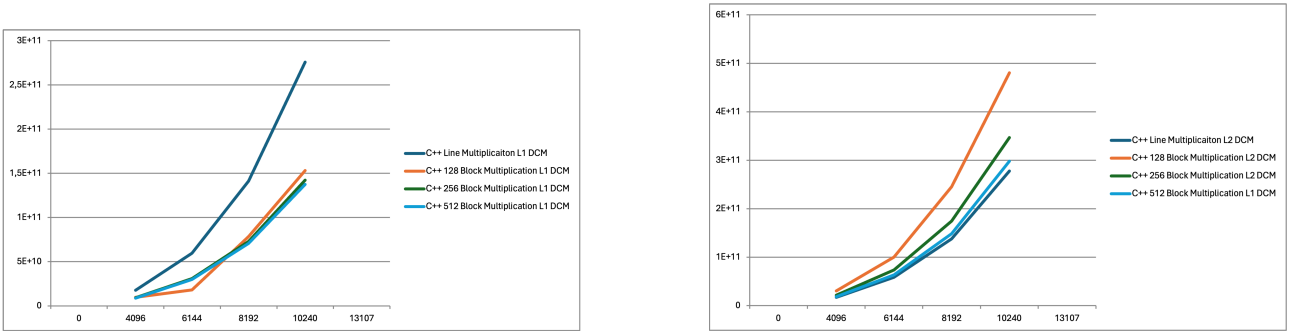 3E+11
2,5E+11
2E+11
1,5E+11
1E+11
5E+10
0
0 4096 6144 8192 10240 13107
C++ Line Multiplicaiton L1 DCM
C++ 128 Block Multiplication L1 DCM
C++ 256 Block Multiplication L1 DCM
C++ 512 Block Multiplication L1 DCM
6E+11
5E+11
4E+11
3E+11
2E+11
1E+11
0
0 4096 6144 8192 10240 13107
C++ Line Multiplicaiton L2 DCM
C++ 128 Block Multiplication L2 DCM
C++ 256 Block Multiplication L2 DCM
C++ 512 Block Multiplication L1 DCM